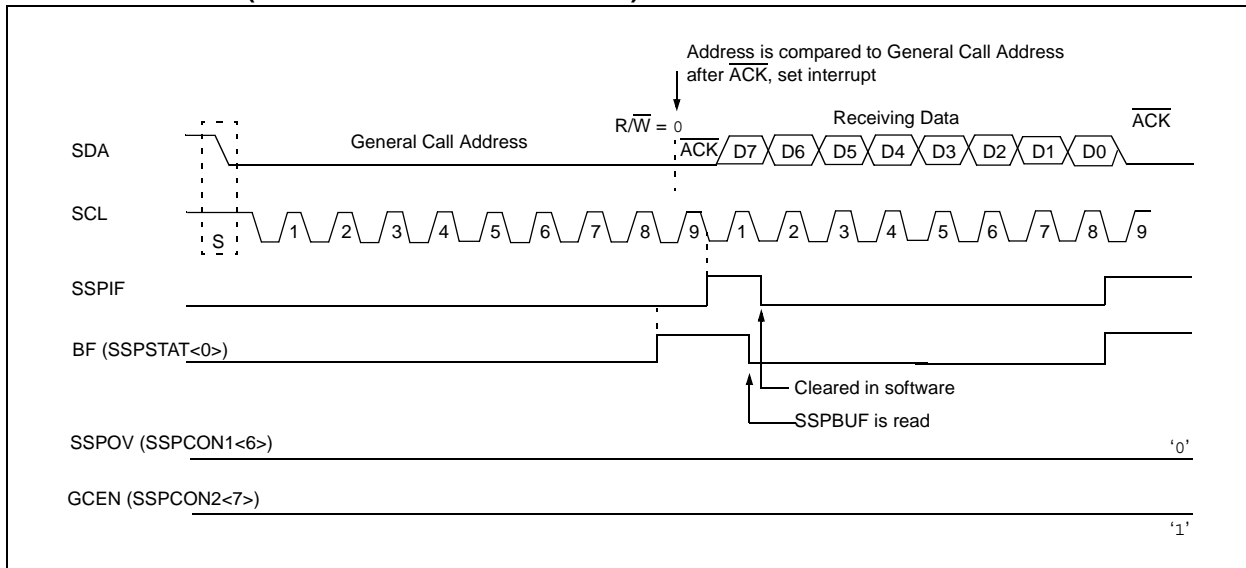 Address is compared to General Call Address
after ACK, set interrupt
R/W = 0
Receiving Data
ACK
SDA
General Call Address
ACK D7 D6 D5 D4 D3 D2 D1 D0
SCL
S
1 2 3 4 5 6 7 8 9 1 2 3 4 5 6 7 8 9
SSPIF
BF (SSPSTAT<0>)
Cleared in software
SSPBUF is read
SSPOV (SSPCON1<6>)
‘0’
GCEN (SSPCON2<7>)
‘1’